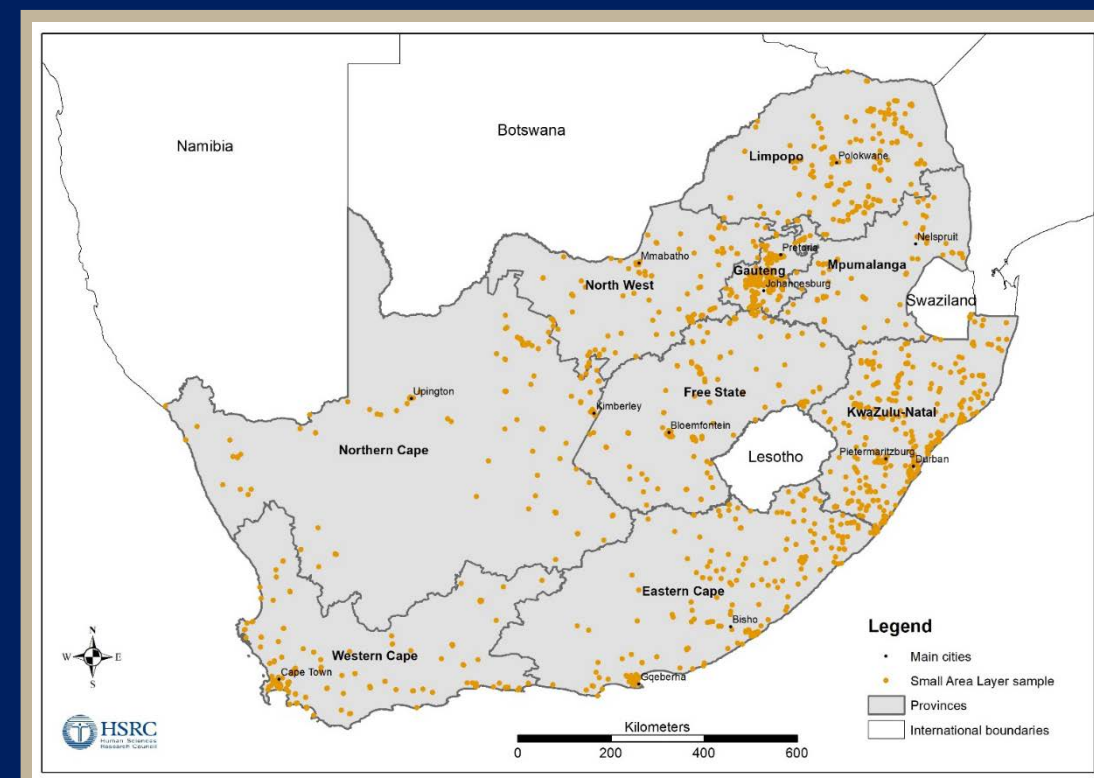 Namibia
Botswana
Limpopo
Polokwane
Nelspruit
Pretoria
Mmabatho
Gauteng
Mpumalanga
North West
Johannesburg
Swaziland
Free State
Upington
Kimberley
KwaZulu-Natal
Bloemfontein
Northern Cape
Lesotho
Pietermaritzburg
Durban
Eastern Cape
Bisho
Western Cape
Cape Town
Gqeberha
N
W
E
S
Legend
Main cities
Small Area Layer sample
Provinces
International boundaries
HSRC
Human Sciences
Research Council
Kilometers
0 200 400 600